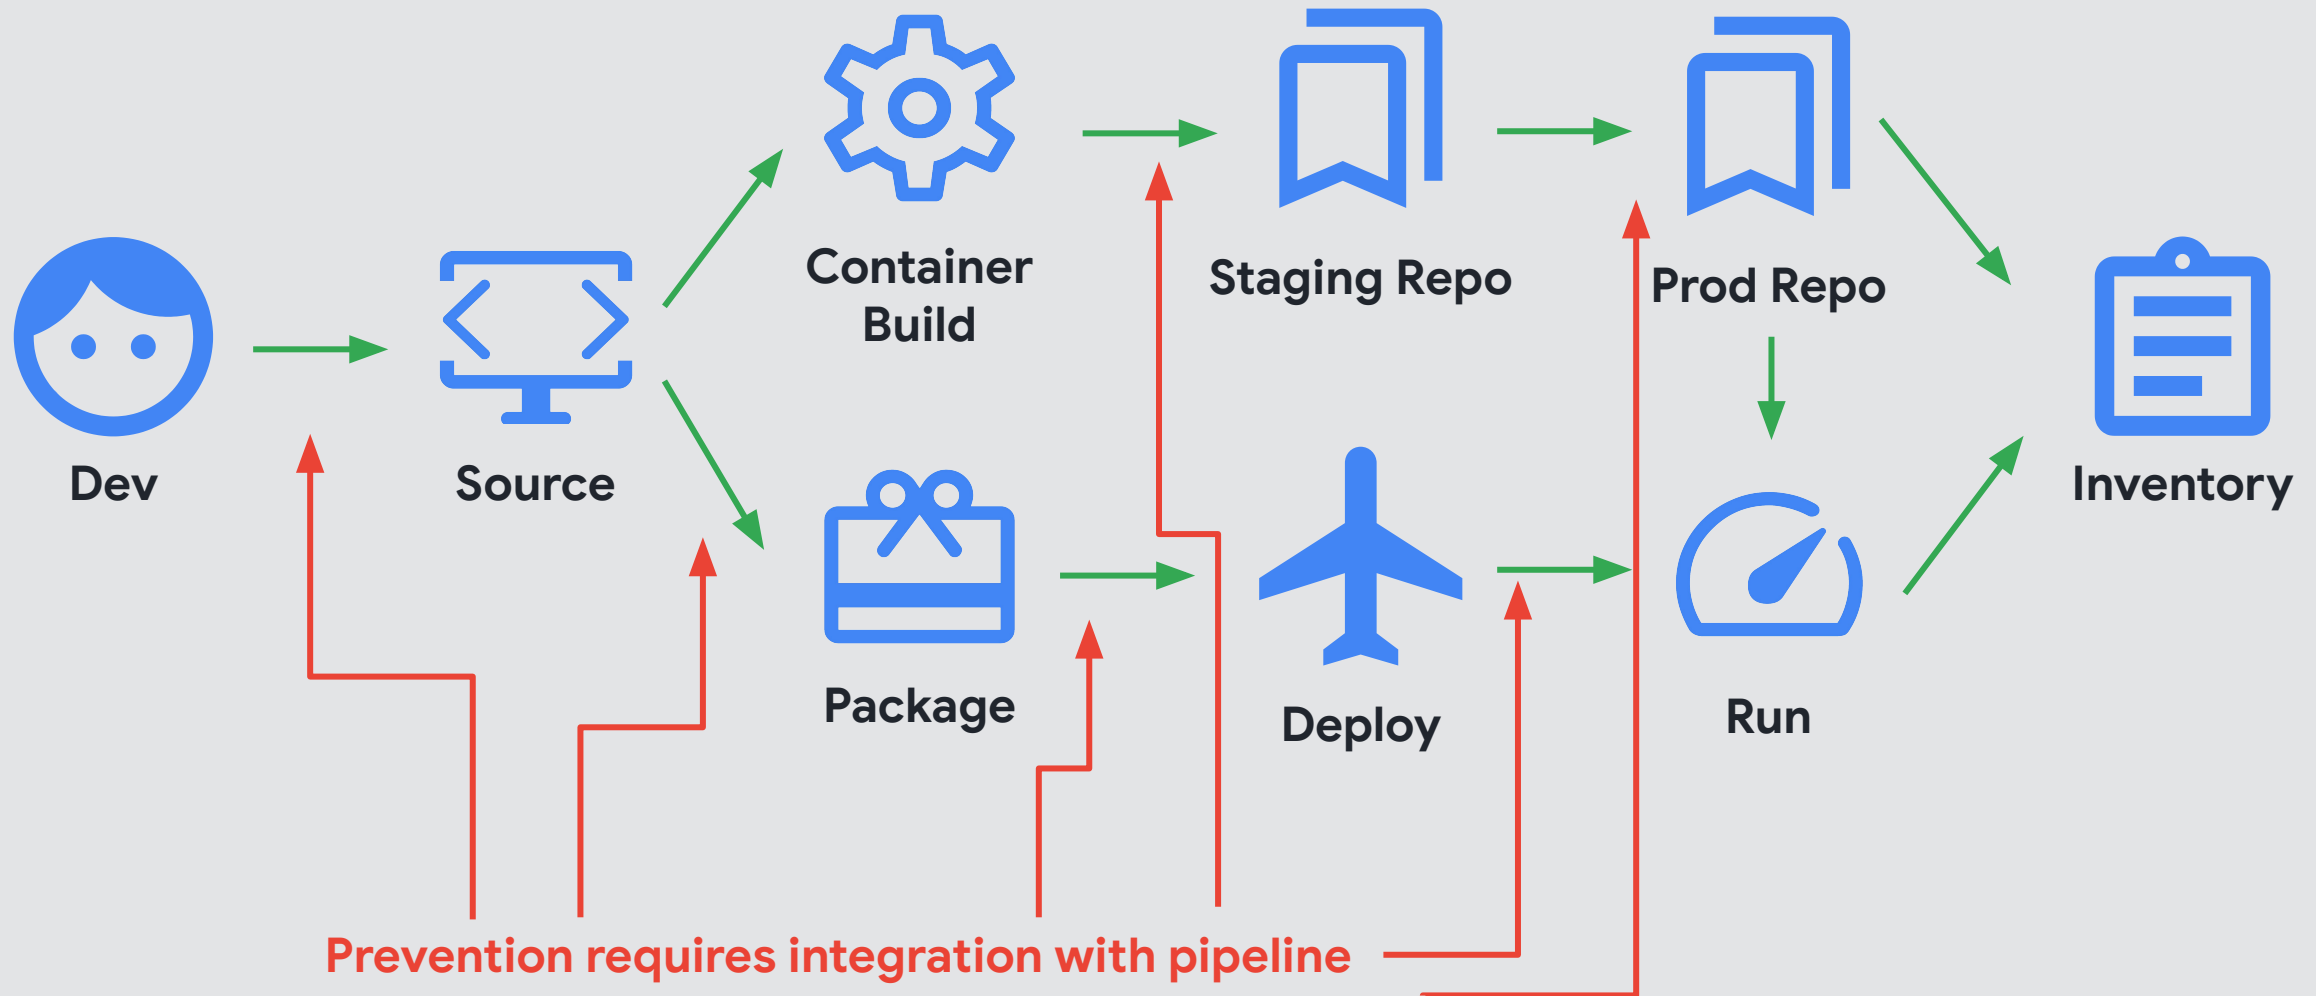 Container
Build
Staging Repo
Prod Repo
Dev
Source
Inventory
Package
Deploy
Run
Prevention requires integration with pipeline